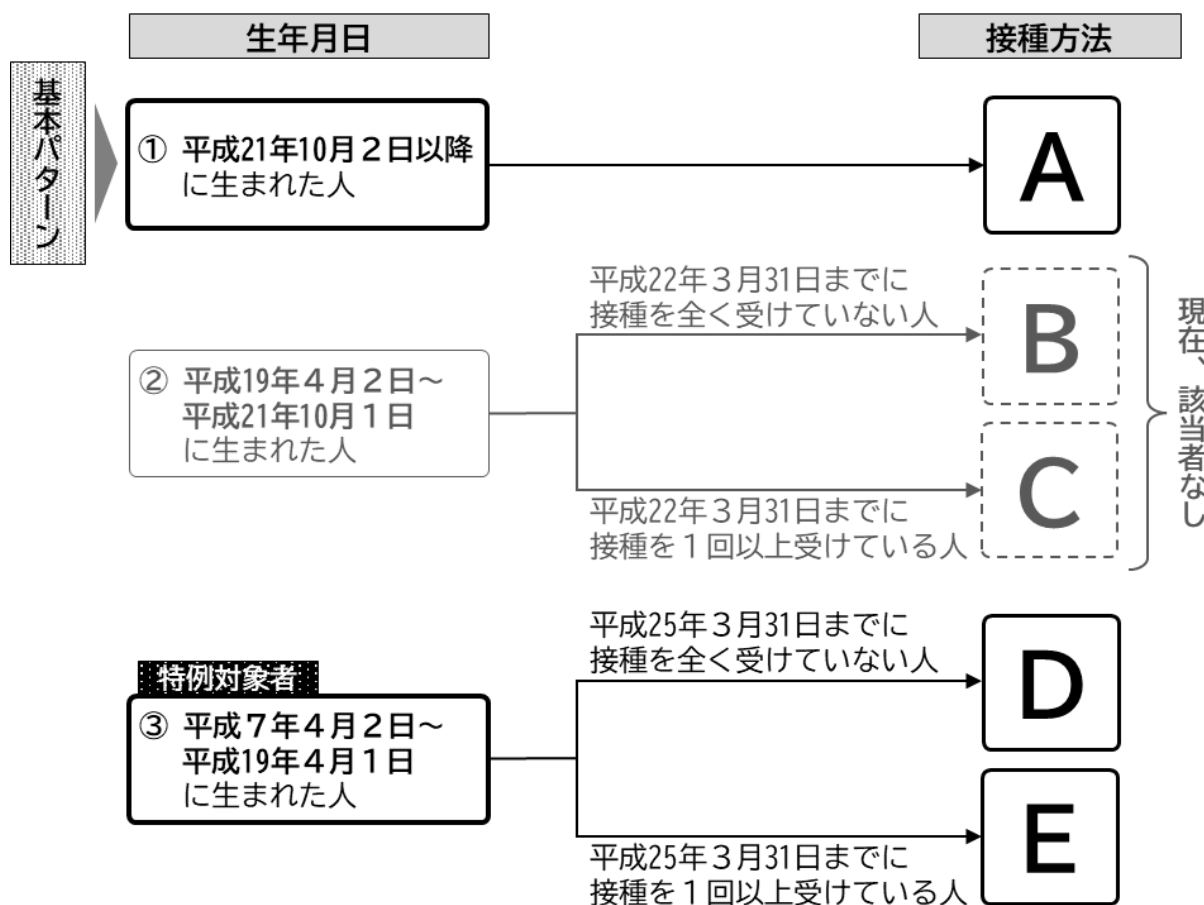 生年月日
接種方法
基本パターン
① 平成21年10月２日以降
に生まれた人
A
平成22年３月31日までに
接種を全く受けていない人
B
② 平成19年４月２日～
平成21年10月１日
に生まれた人
平成22年３月31日までに
接種を１回以上受けている人
C
現在、該当者なし
特例対象者
③ 平成７年４月２日～
平成19年４月１日
に生まれた人
平成25年３月31日までに
接種を全く受けていない人
D
平成25年３月31日までに
接種を１回以上受けている人
E